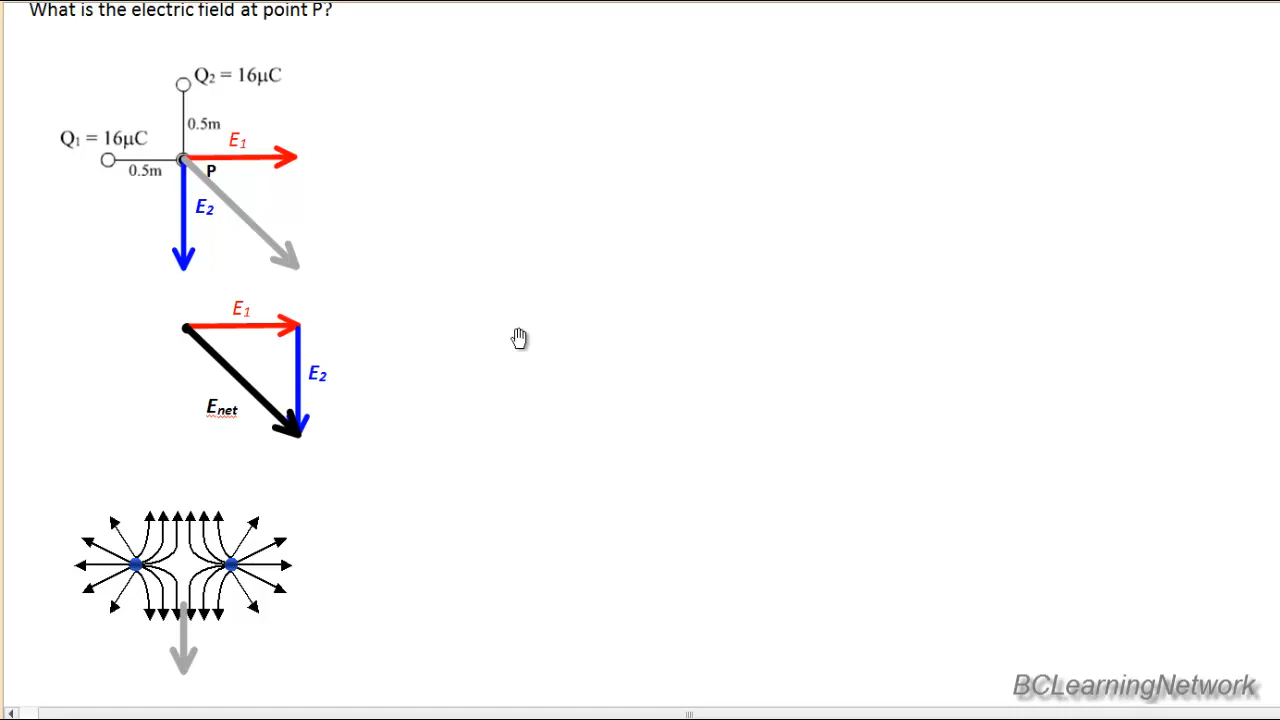 What is the electric field at point P?
Q₂ = 16μC
0.5m
Q₁ = 16μC
E₁
0.5m
P
E₂
E₁
E₂
Enet
BCLearningNetwork